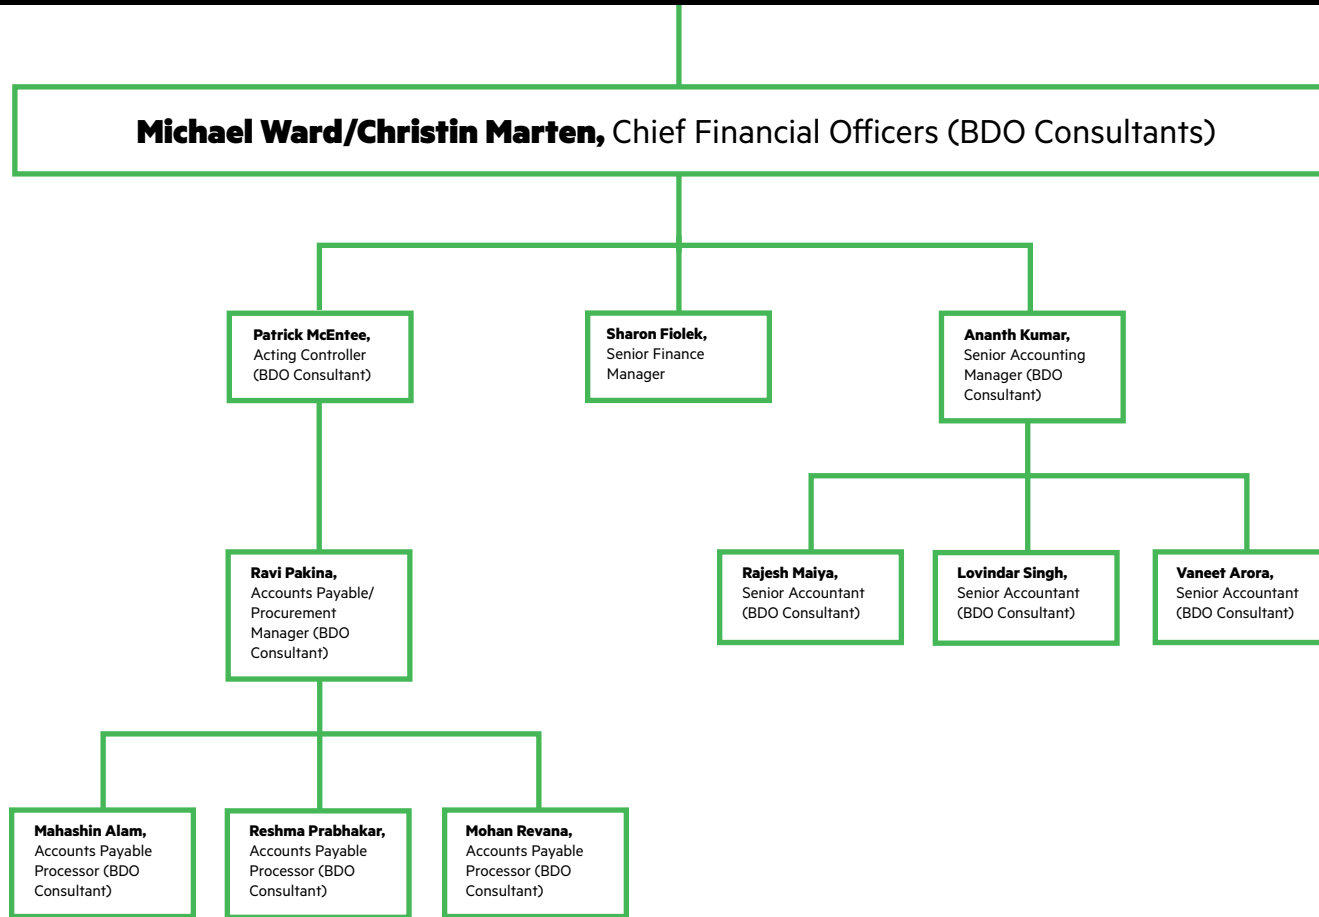 Michael Ward/Christin Marten, Chief Financial Officers (BDO Consultants)
Patrick McEntee,
Acting Controller
(BDO Consultant)
Sharon Fiolek,
Senior Finance
Manager
Ananth Kumar,
Senior Accounting
Manager (BDO
Consultant)
Ravi Pakina,
Accounts Payable/
Procurement
Manager (BDO
Consultant)
Rajesh Maiya,
Senior Accountant
(BDO Consultant)
Lovindar Singh,
Senior Accountant
(BDO Consultant)
Vaneet Arora,
Senior Accountant
(BDO Consultant)
Mahashin Alam,
Accounts Payable
Processor (BDO
Consultant)
Reshma Prabhakar,
Accounts Payable
Processor (BDO
Consultant)
Mohan Revana,
Accounts Payable
Processor (BDO
Consultant)